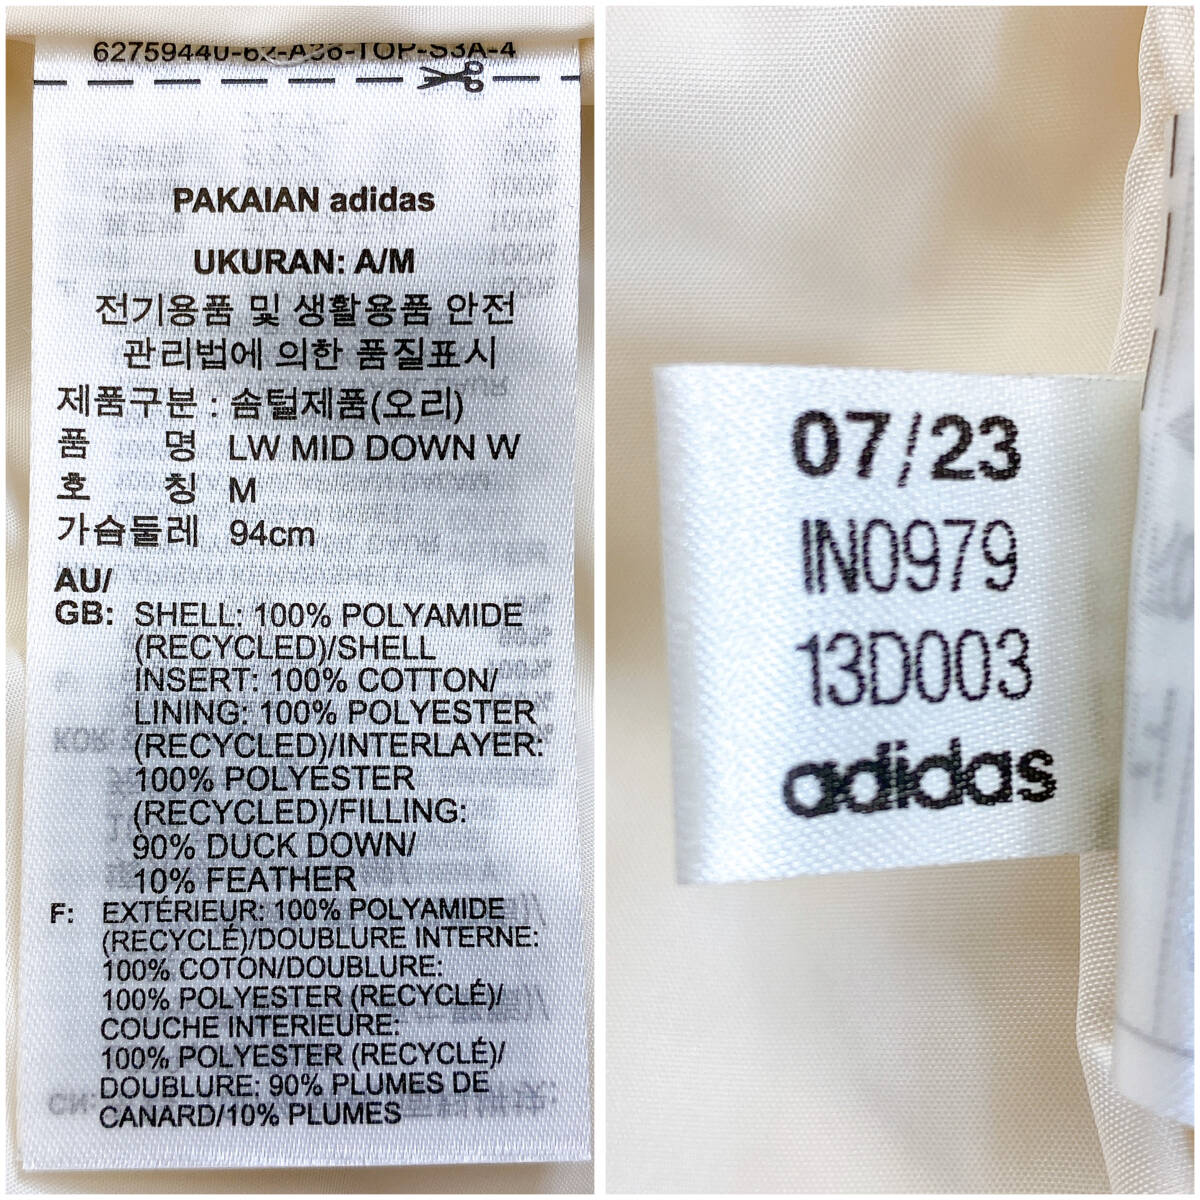 62759440-62-A36-TOP-S3A-4
PAKAIAN adidas
UKURAN: A/M
전기용품 및 생활용품 안전
관리법에 의한 품질표시
제품구분 : 솜털제품(오리)
품 명 LW MID DOWN W
호 칭 M
가슴둘레 94cm
AU/
GB: SHELL: 100% POLYAMIDE
(RECYCLED)/SHELL
INSERT: 100% COTTON/
LINING: 100% POLYESTER
(RECYCLED)/INTERLAYER:
100% POLYESTER
(RECYCLED)/FILLING:
90% DUCK DOWN/
10% FEATHER
F: EXTÉRIEUR: 100% POLYAMIDE
(RECYCLÉ)/DOUBLURE INTERNE:
100% COTON/DOUBLURE:
100% POLYESTER (RECYCLÉ)/
COUCHE INTERIEURE:
100% POLYESTER (RECYCLÉ)/
DOUBLURE: 90% PLUMES DE
CANARD/10% PLUMES
07/23
IN0979
13D003
adidas